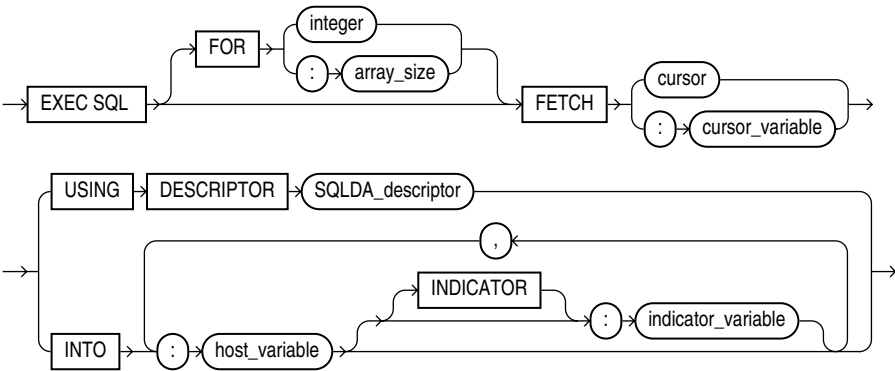 integer
FOR
: array_size
EXEC SQL FETCH cursor
: cursor_variable
USING DESCRIPTOR SQLDA_descriptor
,
INDICATOR
: indicator_variable
INTO : host_variable